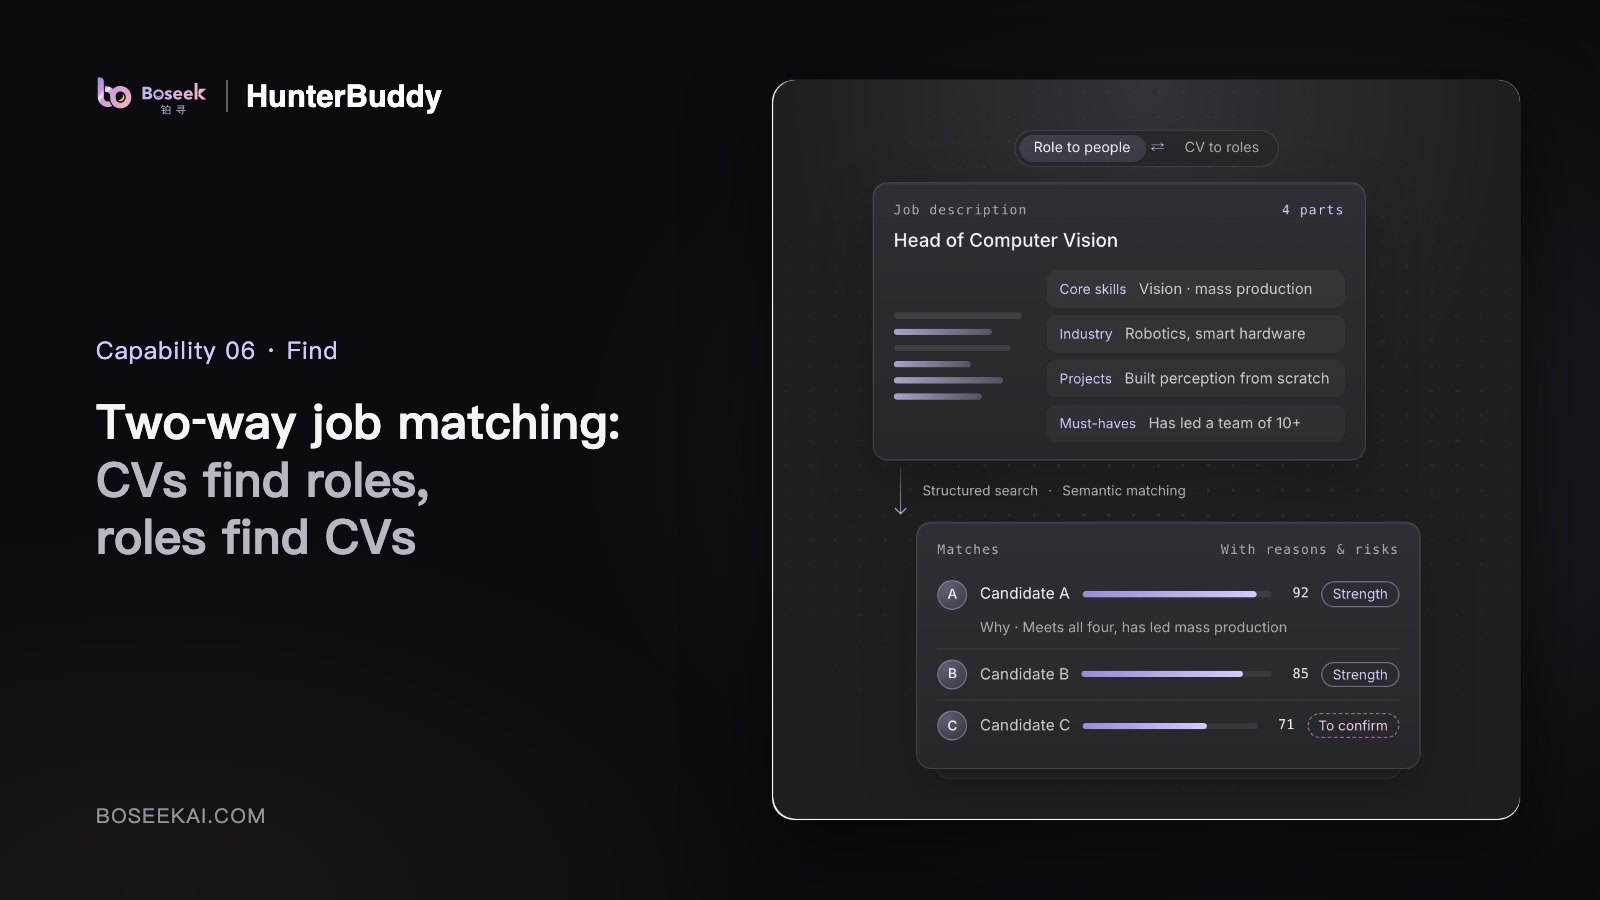 Boseek
铂寻
HunterBuddy
Capability 06 · Find
Two-way job matching:
CVs find roles,
roles find CVs
BOSEEKAI.COM
Role to people ⇄ CV to roles
Job description 4 parts
Head of Computer Vision
Core skills Vision · mass production
Industry Robotics, smart hardware
Projects Built perception from scratch
Must-haves Has led a team of 10+
Structured search · Semantic matching
Matches With reasons & risks
A Candidate A 92 Strength
Why · Meets all four, has led mass production
B Candidate B 85 Strength
C Candidate C 71 To confirm